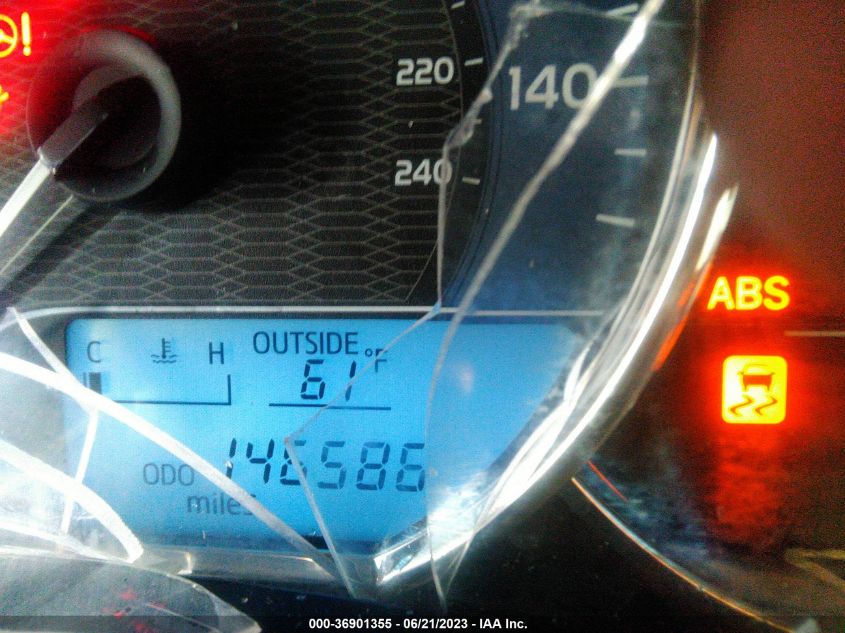 220
140
240
ABS
OUTSIDE °F
C H
61
ODO 146586
miles
000-36901355 - 06/21/2023 - IAA Inc.